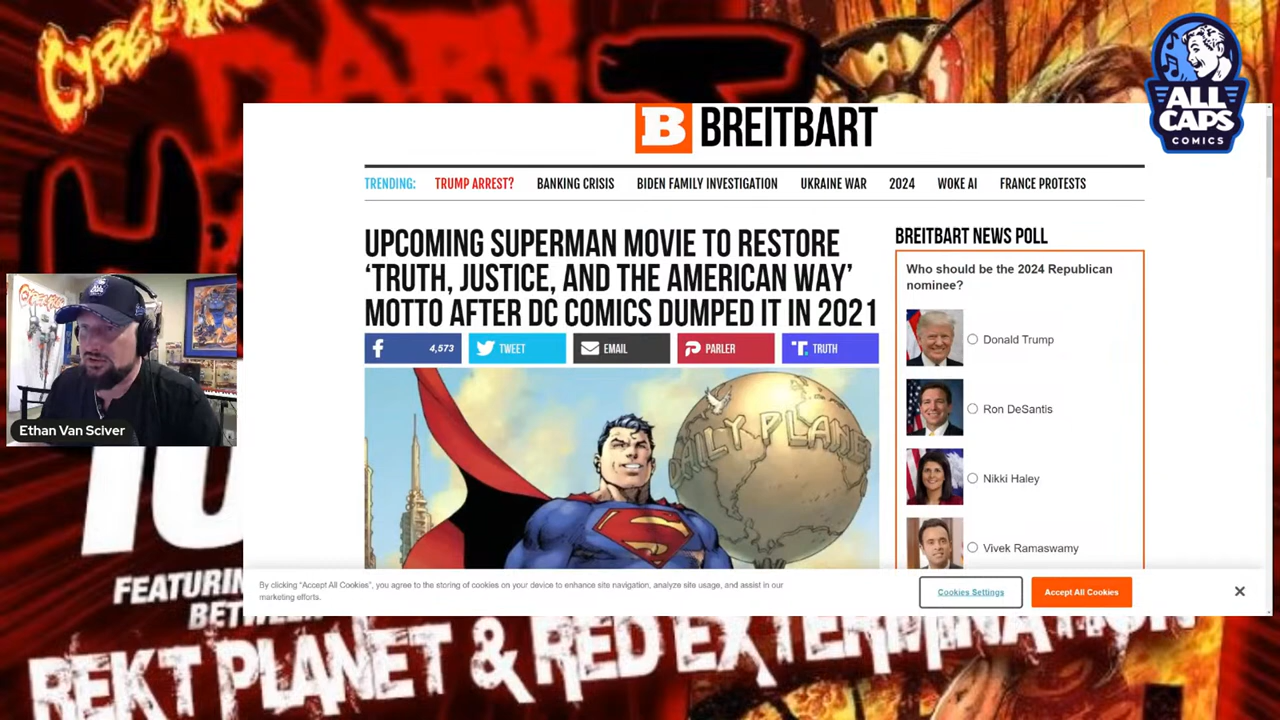 CYBERFROG
DARK
ALL
CAPS
COMICS
B BREITBART
TRENDING: TRUMP ARREST? BANKING CRISIS BIDEN FAMILY INVESTIGATION UKRAINE WAR 2024 WOKE AI FRANCE PROTESTS
UPCOMING SUPERMAN MOVIE TO RESTORE
‘TRUTH, JUSTICE, AND THE AMERICAN WAY’
MOTTO AFTER DC COMICS DUMPED IT IN 2021
f 4,573 TWEET EMAIL PARLER T. TRUTH
DAILY PLANE
S
BREITBART NEWS POLL
Who should be the 2024 Republican
nominee?
Donald Trump
Ron DeSantis
Nikki Haley
Vivek Ramaswamy
Ethan Van Sciver
By clicking “Accept All Cookies”, you agree to the storing of cookies on your device to enhance site navigation, analyze site usage, and assist in our
marketing efforts.
Cookies Settings
Accept All Cookies
10
FEATURIN
BETWE
REKT PLANET & RED EXTERMINATION